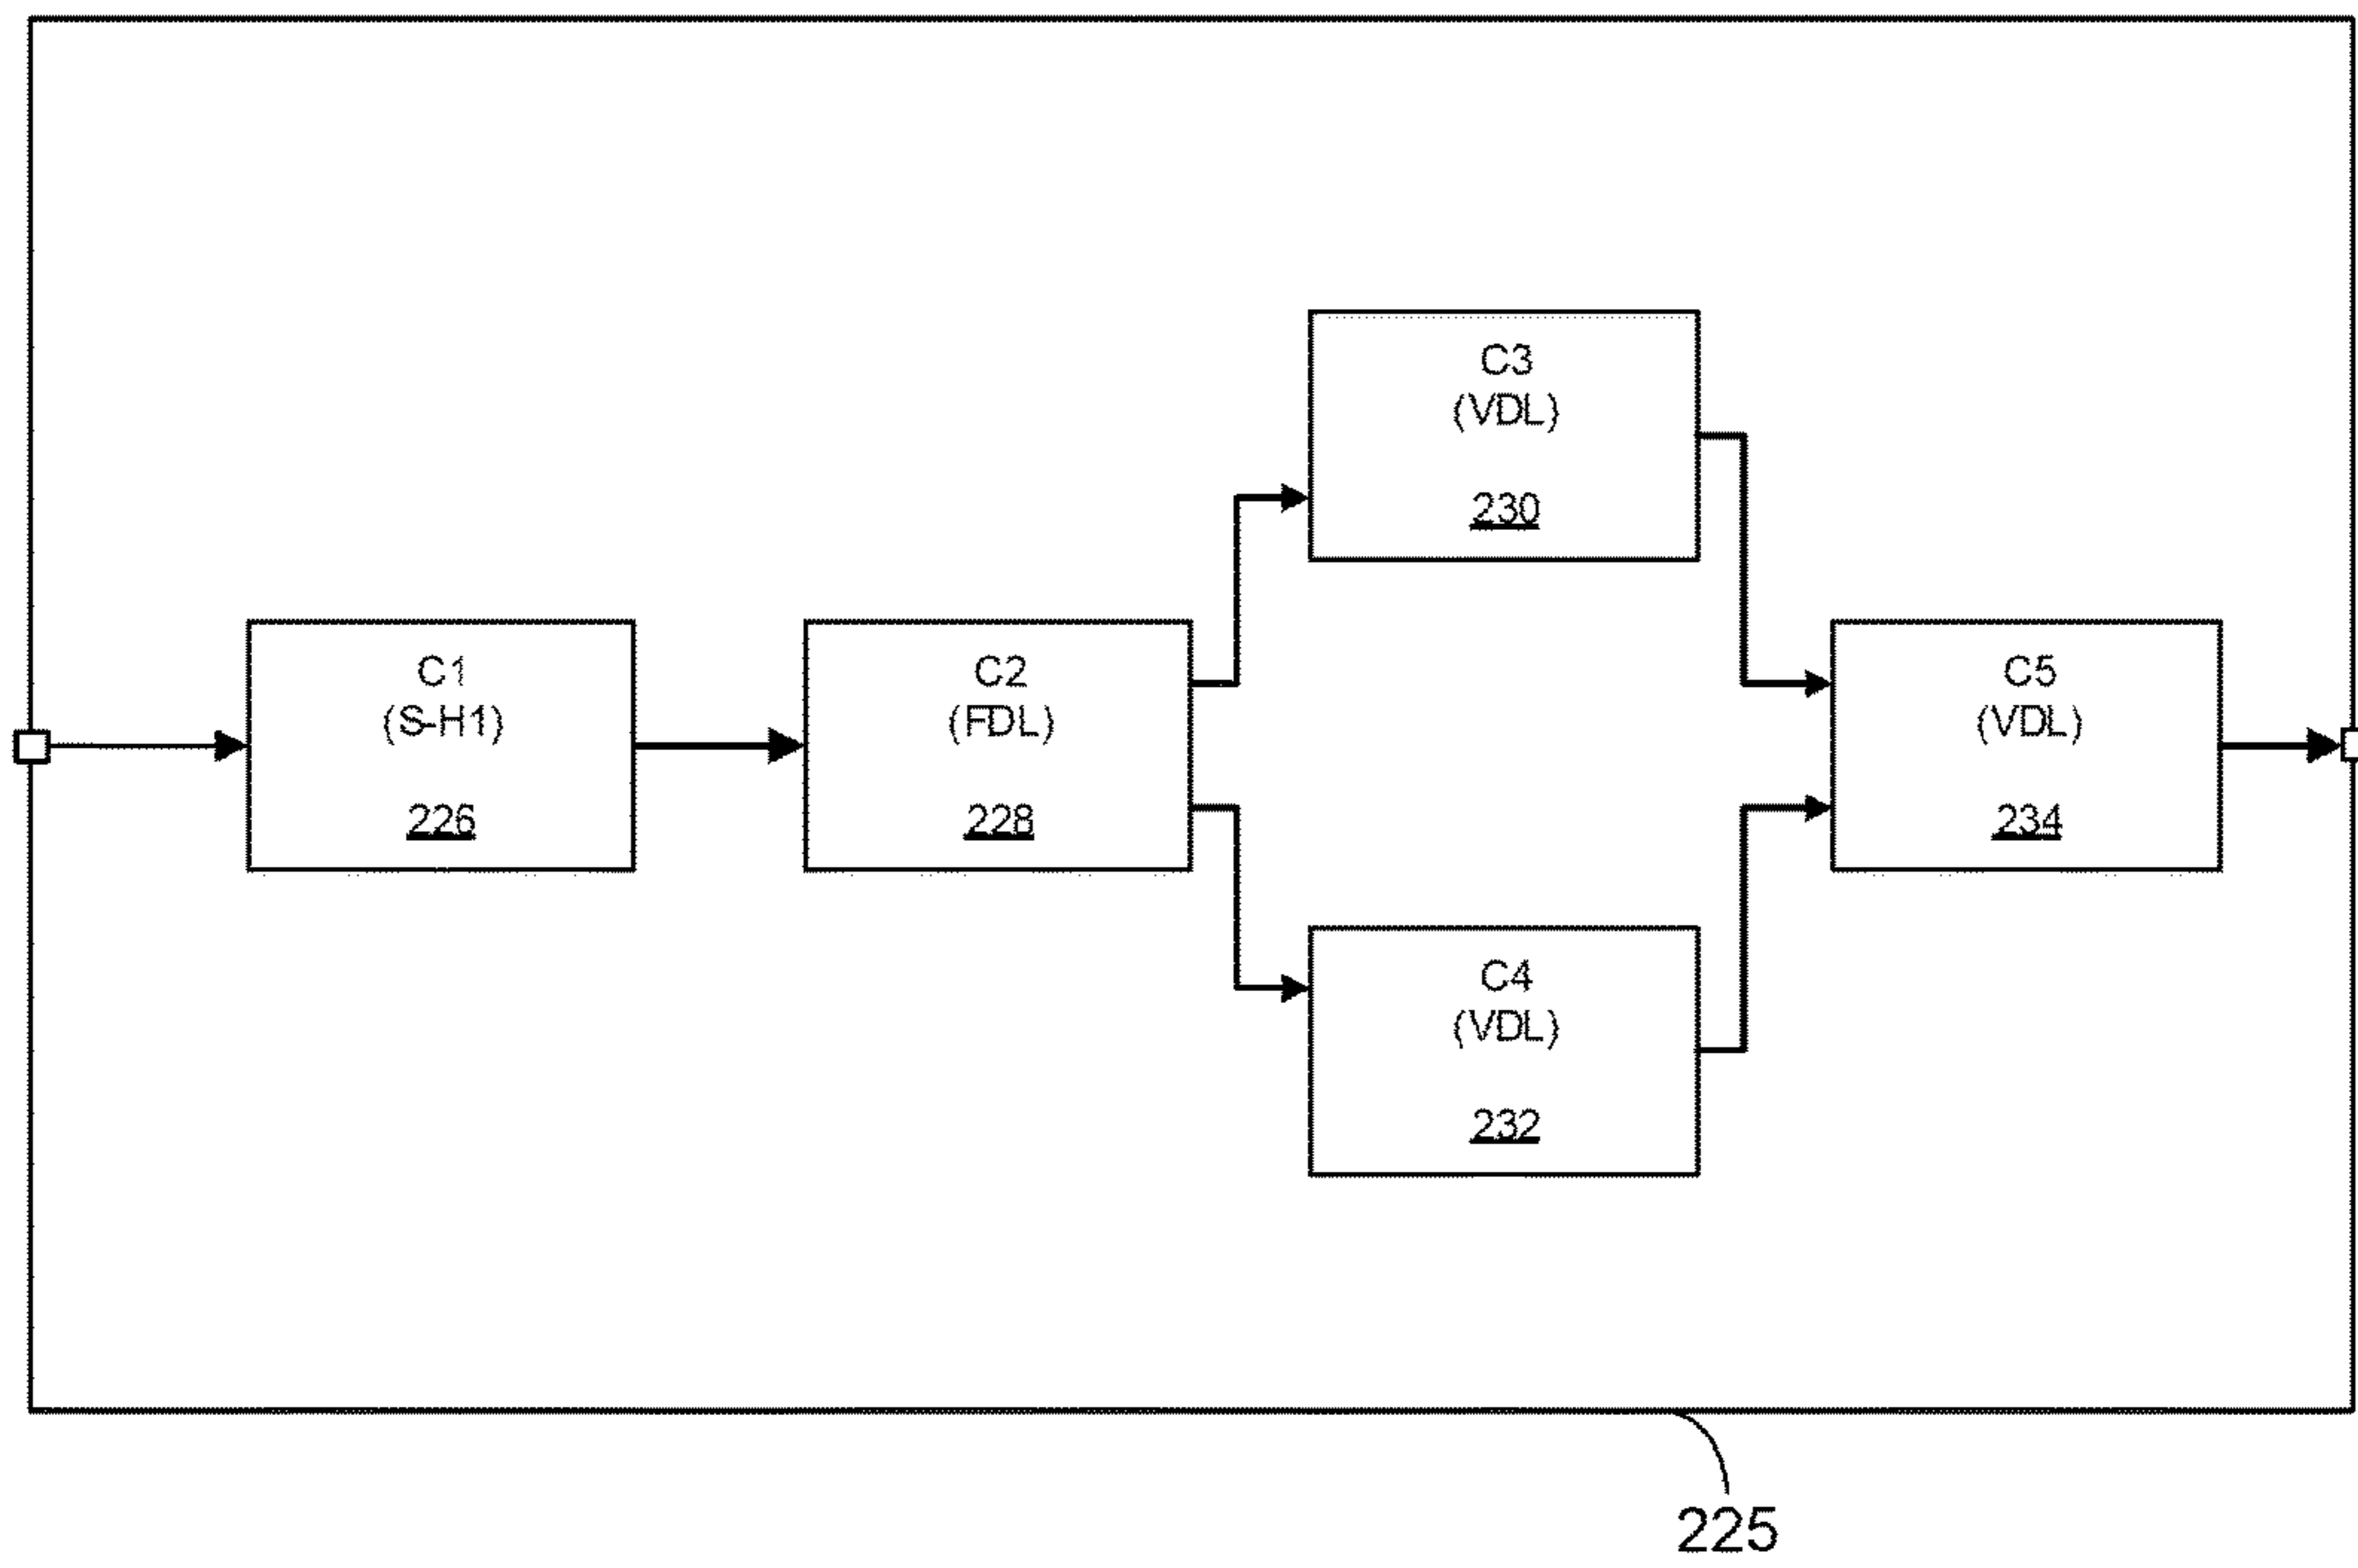 C1
(S-H1)
226
C2
(FDL)
228
C3
(VDL)
230
C4
(VDL)
232
C5
(VDL)
234
225